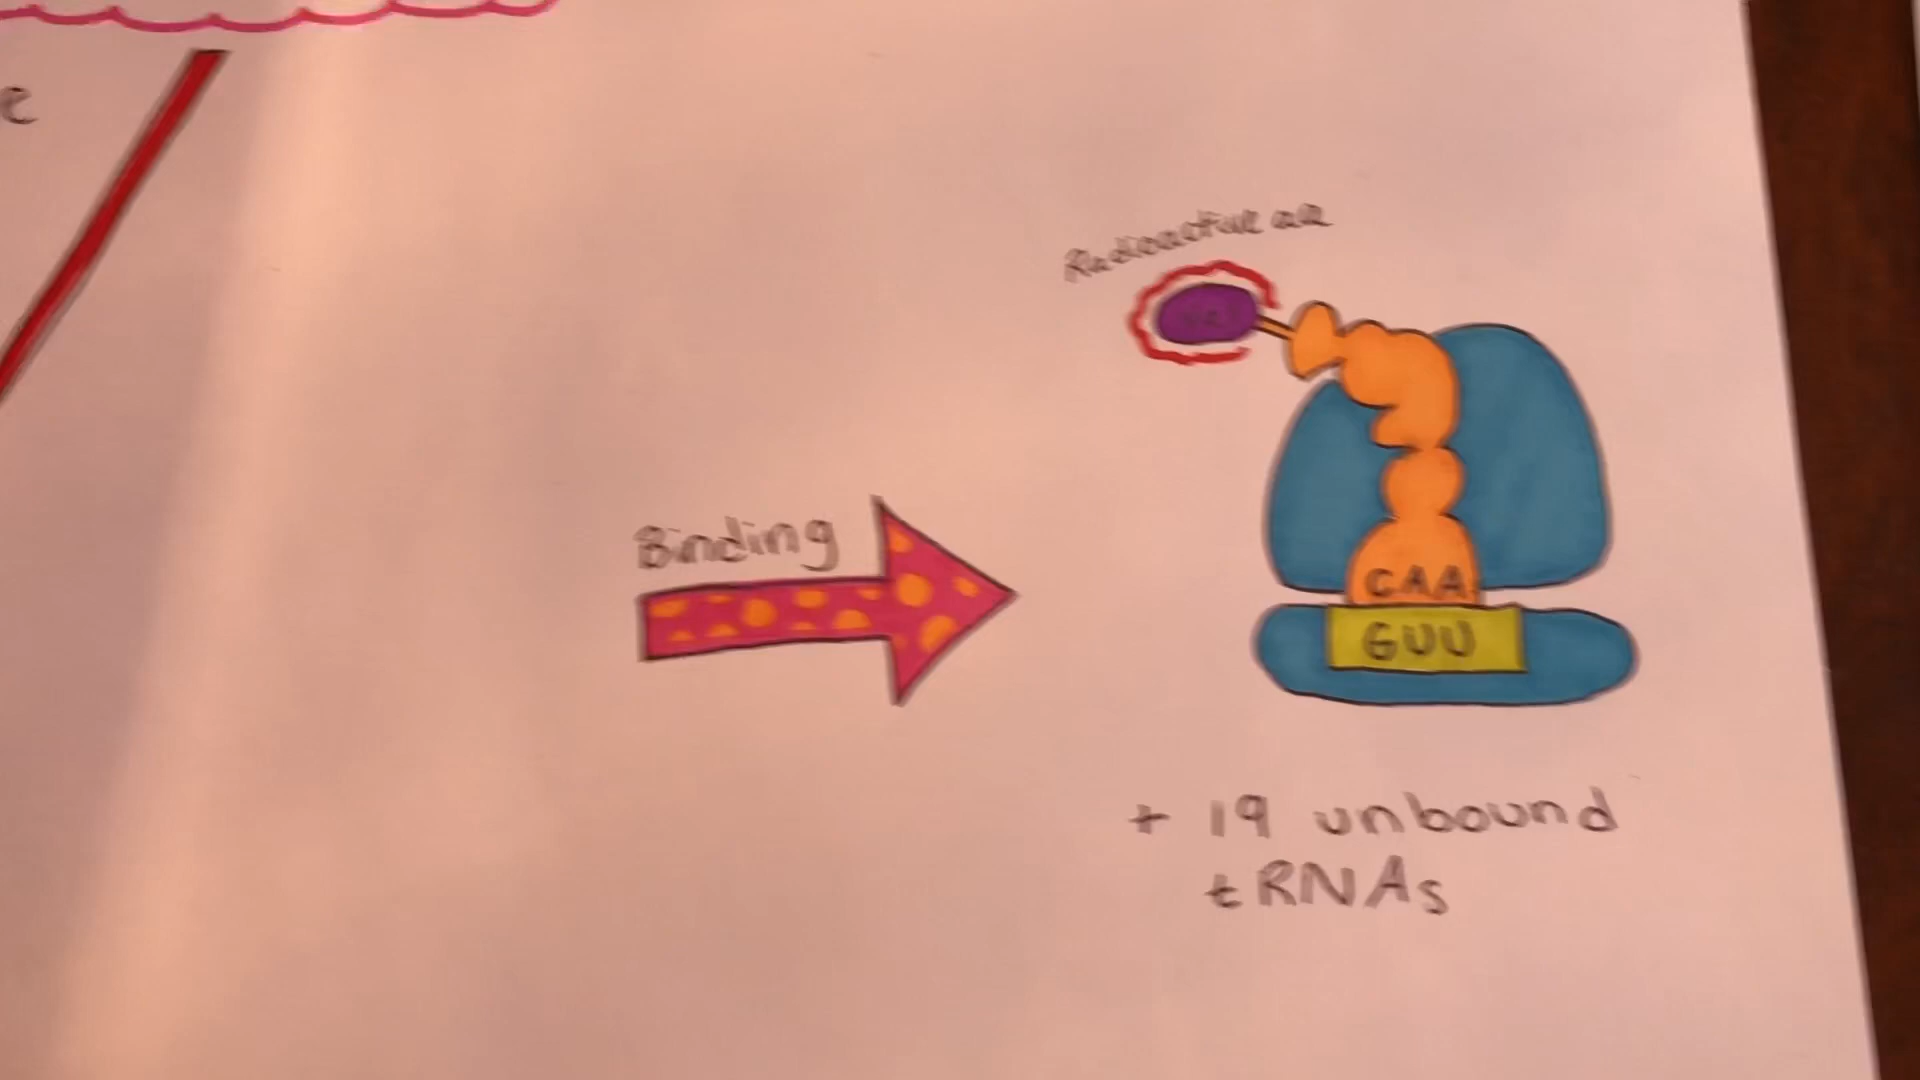 Radioactive aa
Binding
CAA
GUU
+ 19 unbound
tRNAs